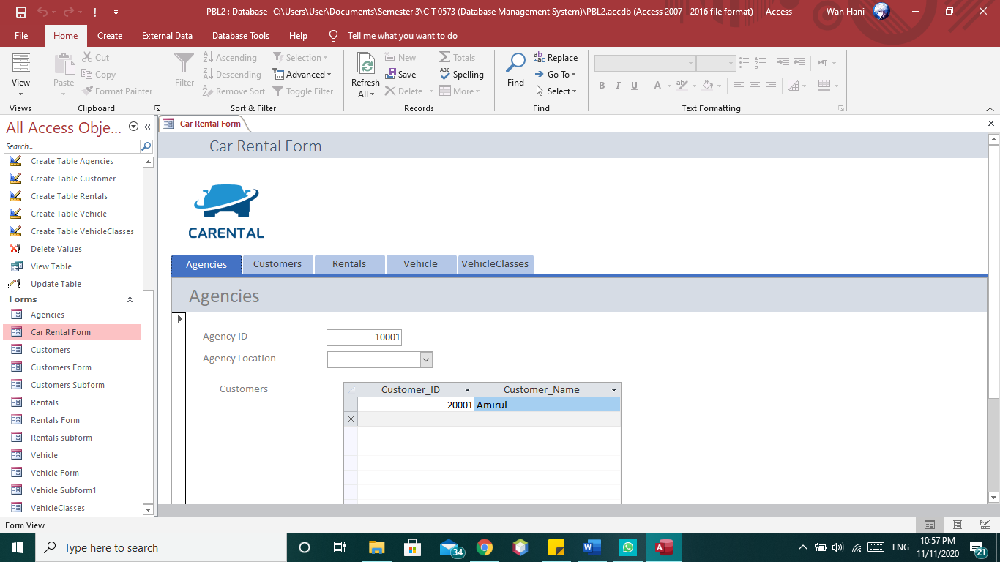 PBL2 : Database- C:\Users\User\Documents\Semester 3\CIT 0573 (Database Management System)\PBL2.accdb (Access 2007 - 2016 file format) - Access Wan Hani
File Home Create External Data Database Tools Help Tell me what you want to do
View
Views
Paste
Cut
Copy
Format Painter
Clipboard
Filter
Ascending
Descending
Remove Sort
Selection
Advanced
Toggle Filter
Sort & Filter
Refresh
All
New
Save
Delete
Totals
Spelling
More
Records
Find
Replace
Go To
Select
Find
B I U A
Text Formatting
All Access Obje...
Search...
Create Table Agencies
Create Table Customer
Create Table Rentals
Create Table Vehicle
Create Table VehicleClasses
Delete Values
View Table
Update Table
Forms
Agencies
Car Rental Form
Customers
Customers Form
Customers Subform
Rentals
Rentals Form
Rentals subform
Vehicle
Vehicle Form
Vehicle Subform1
VehicleClasses
Car Rental Form
Car Rental Form
CARENTAL
Agencies Customers Rentals Vehicle VehicleClasses
Agencies
Agency ID 10001
Agency Location
Customers
Customer_ID Customer_Name
20001 Amirul
Form View
Type here to search
34
ENG
10:57 PM
11/11/2020
21